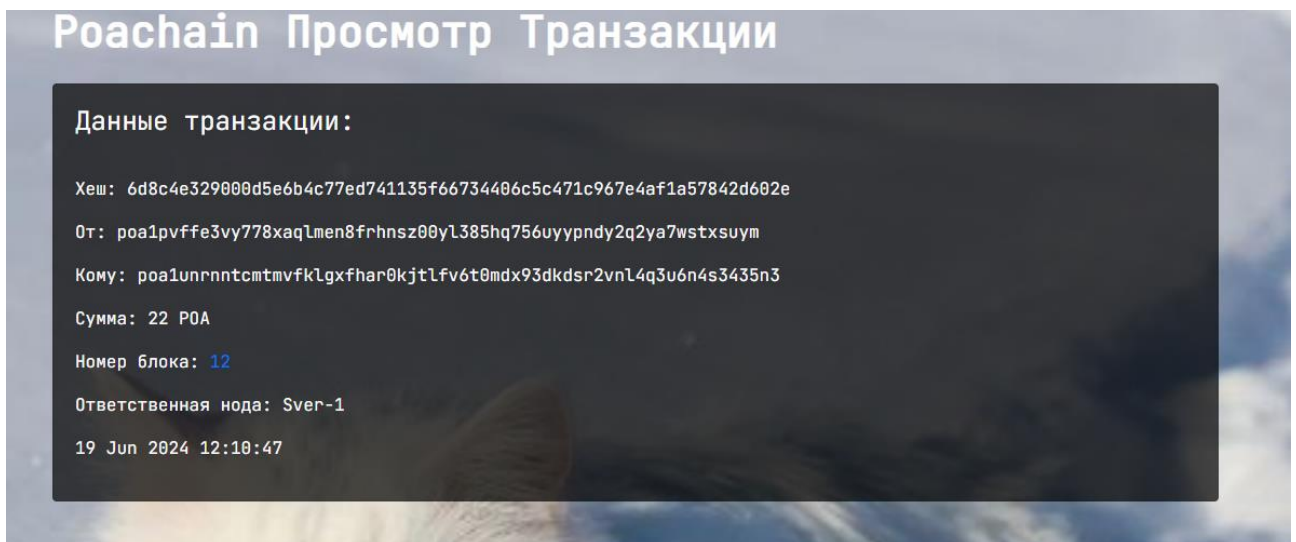 Poachain Просмотр Транзакции
Данные транзакции:
Хеш: 6d8c4e329000d5e6b4c77ed741135f66734406c5c471c967e4af1a57842d602e
От: poa1pvffe3vy778xaqlmen8frhnsz00yl385hq756uyypndy2q2ya7wstxsuym
Кому: poa1unrnntcmtmvfklgxfhar0kjtlfv6t0mdx93dkdsr2vnl4q3u6n4s3435n3
Сумма: 22 POA
Номер блока: 12
Ответственная нода: Sver-1
19 Jun 2024 12:10:47